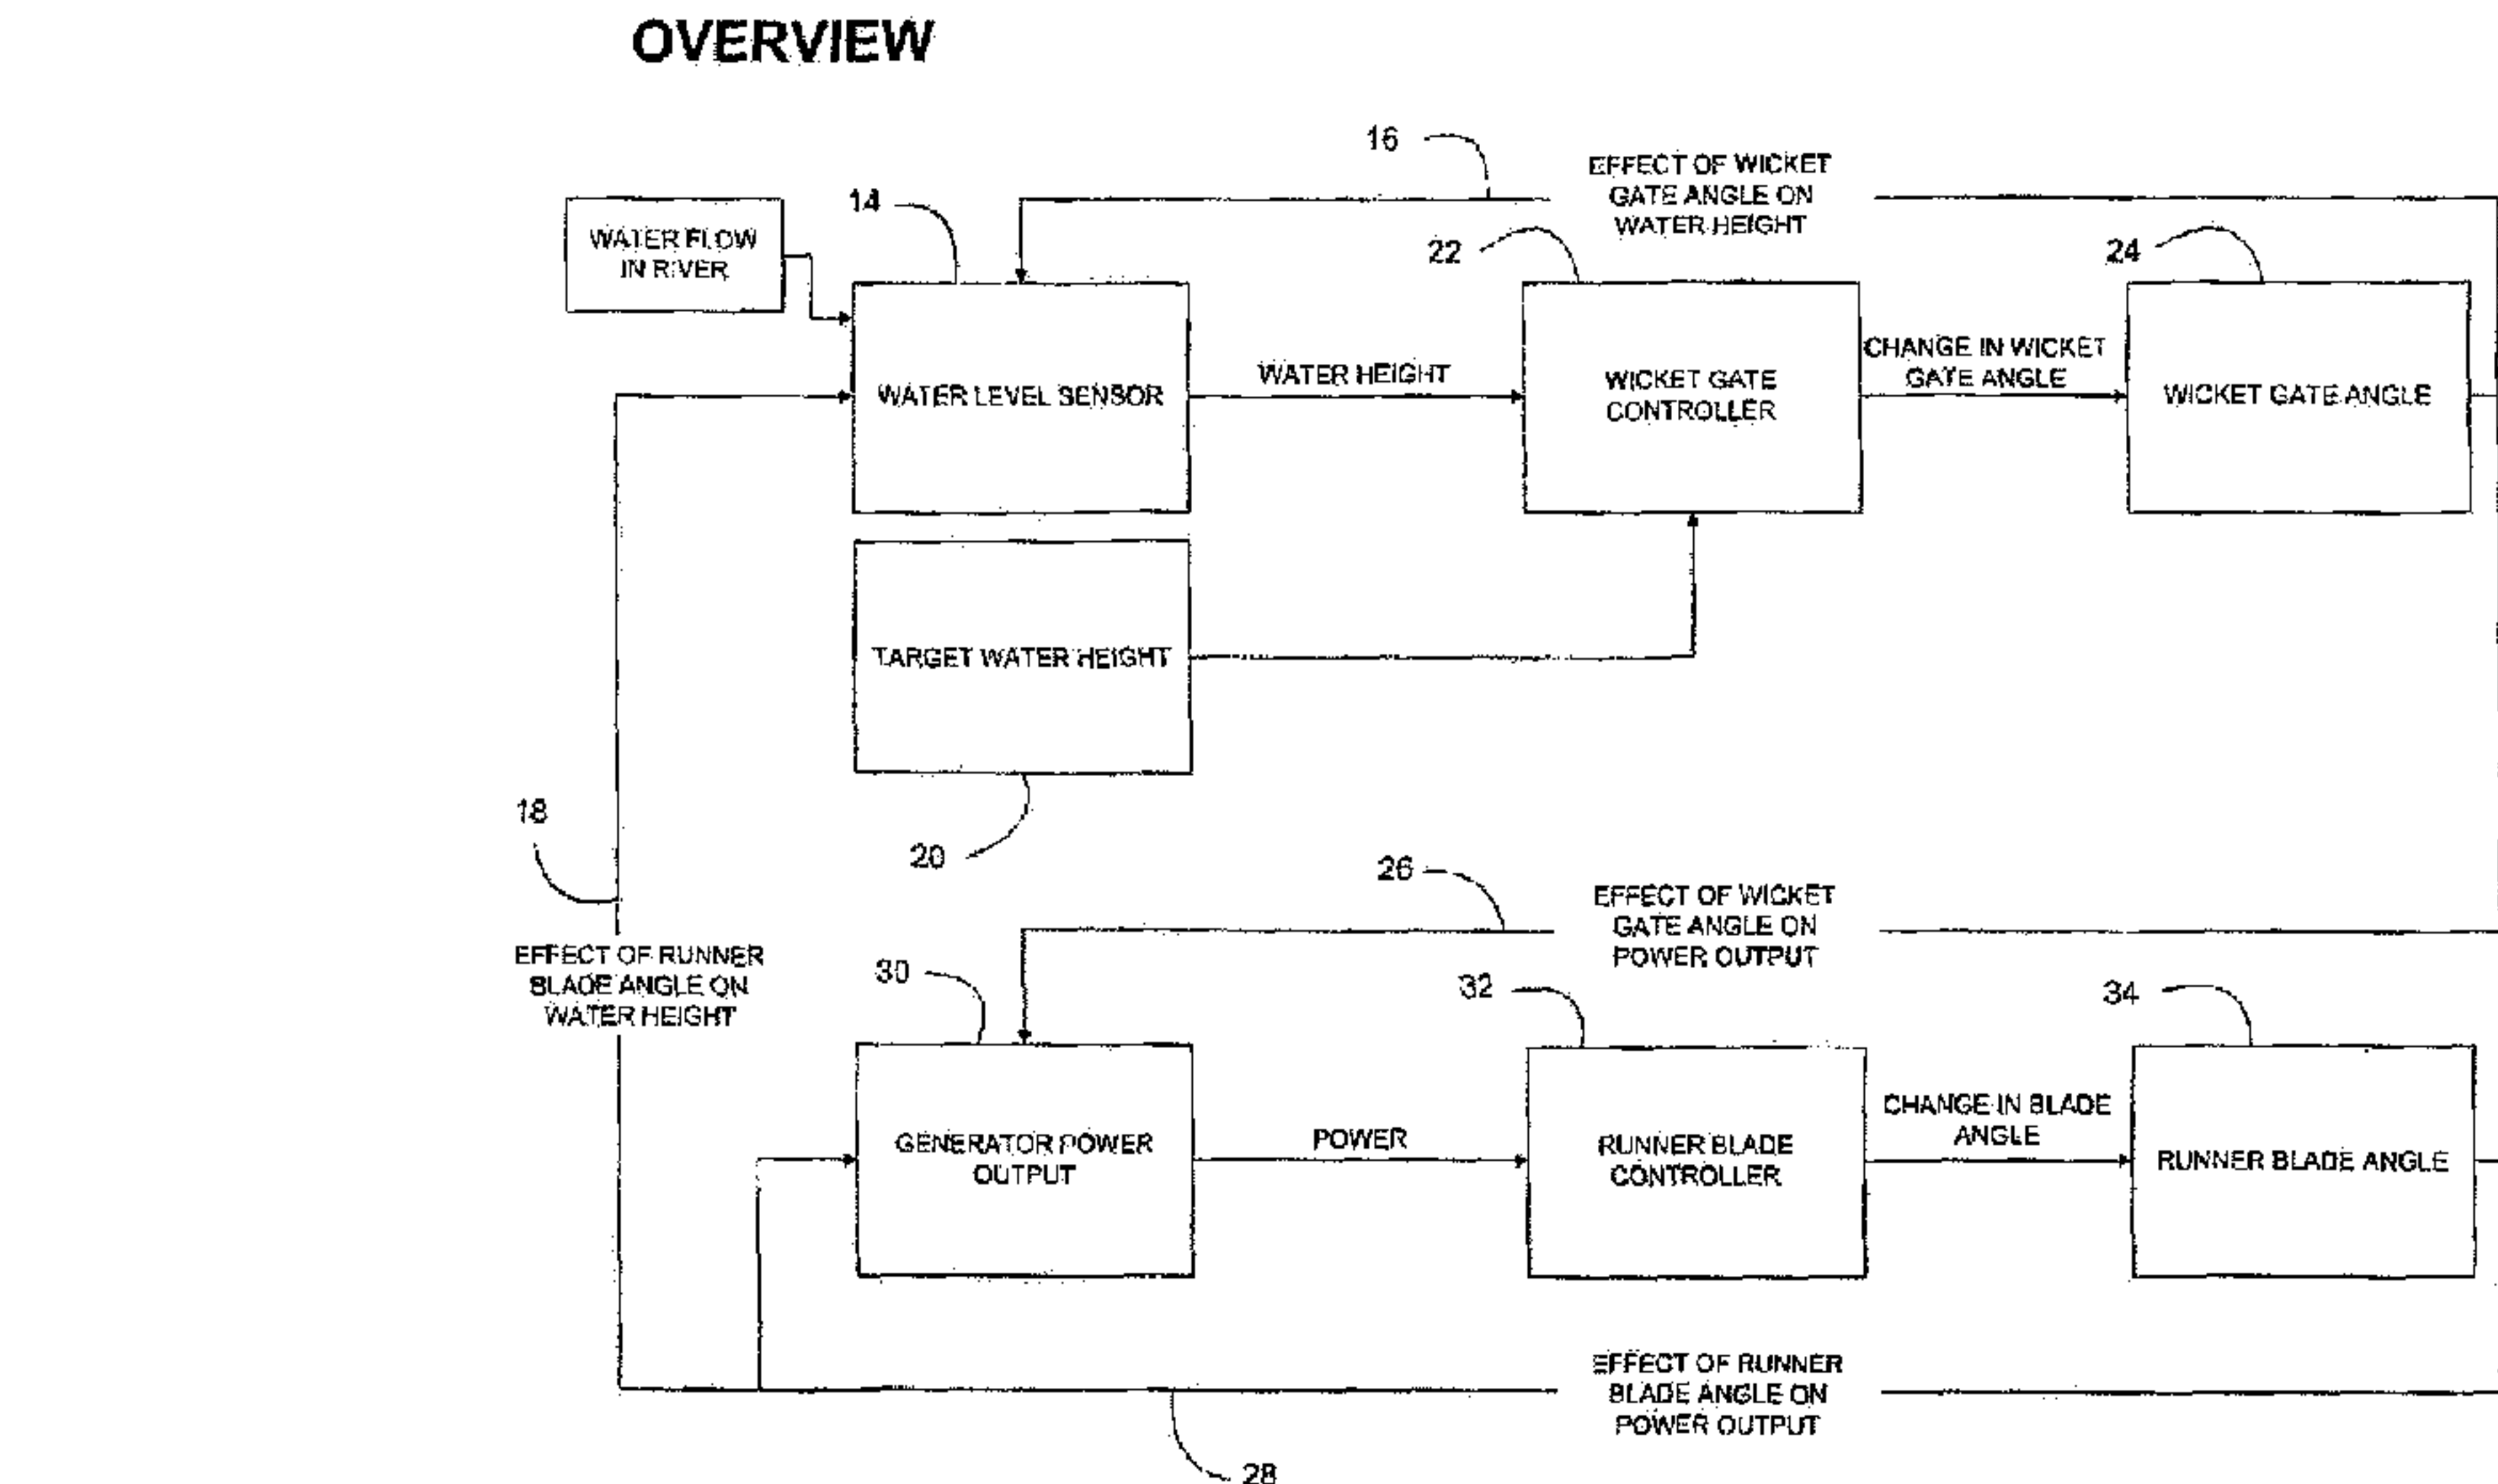 OVERVIEW
16
EFFECT OF WICKET
GATE ANGLE ON
WATER HEIGHT
14
WATER FLOW
IN RIVER
22
24
WATER LEVEL SENSOR
WATER HEIGHT
WICKET GATE
CONTROLLER
CHANGE IN WICKET
GATE ANGLE
WICKET GATE ANGLE
TARGET WATER HEIGHT
18
20
26
EFFECT OF WICKET
GATE ANGLE ON
POWER OUTPUT
EFFECT OF RUNNER
BLADE ANGLE ON
WATER HEIGHT
30
32
34
GENERATOR POWER
OUTPUT
POWER
RUNNER BLADE
CONTROLLER
CHANGE IN BLADE
ANGLE
RUNNER BLADE ANGLE
EFFECT OF RUNNER
BLADE ANGLE ON
POWER OUTPUT
28